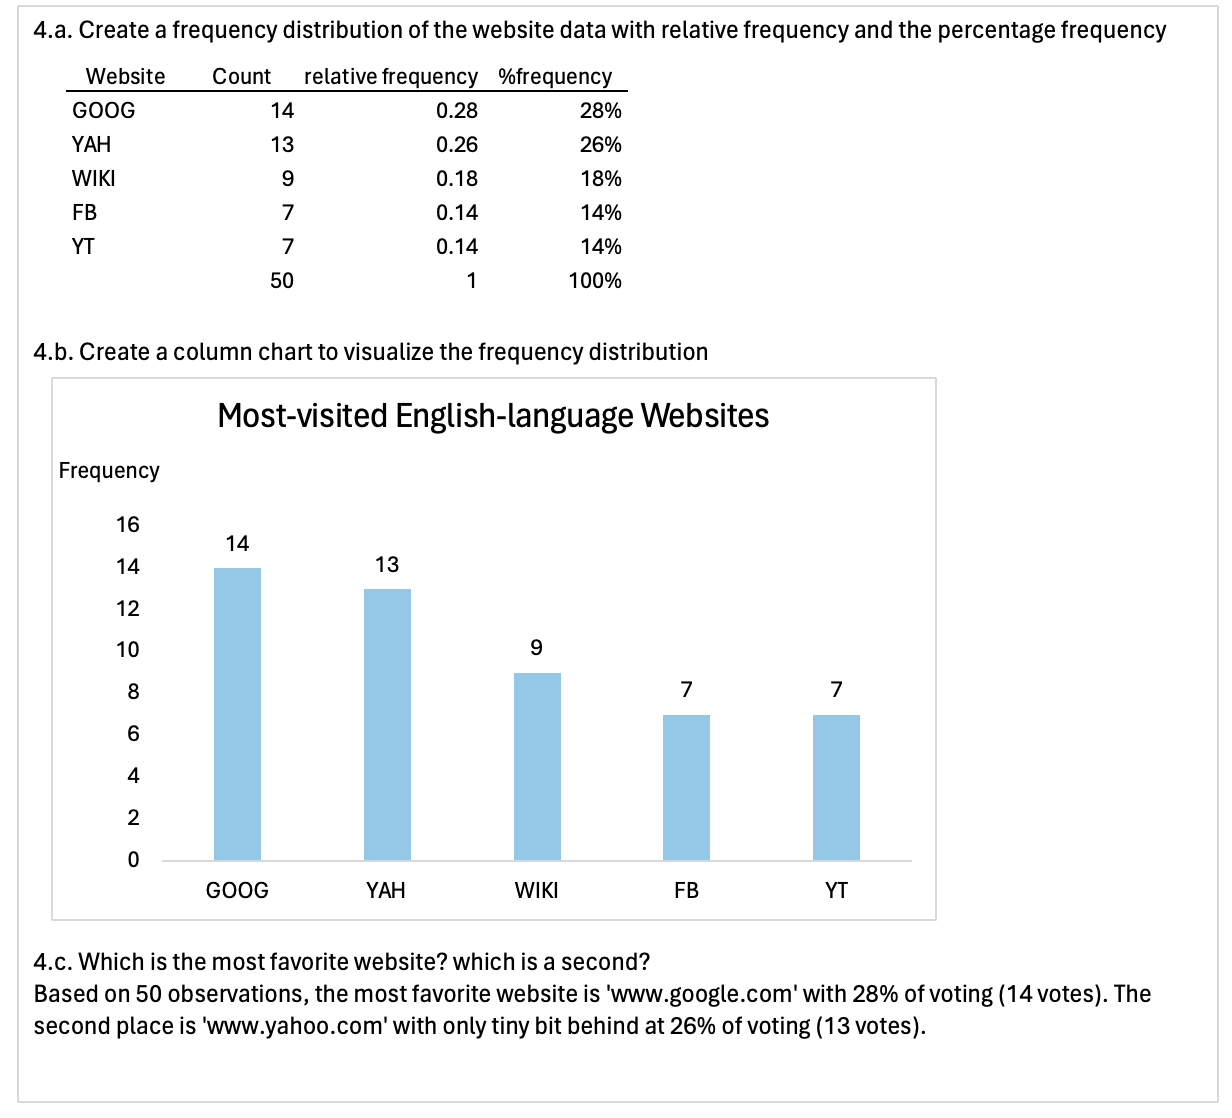 4.a. Create a frequency distribution of the website data with relative frequency and the percentage frequency
Website Count relative frequency %frequency
GOOG 14 0.28 28%
YAH 13 0.26 26%
WIKI 9 0.18 18%
FB 7 0.14 14%
YT 7 0.14 14%
50 1 100%
4.b. Create a column chart to visualize the frequency distribution
Most-visited English-language Websites
Frequency
16
14
14
13
12
10
9
8
7
7
6
4
2
0
GOOG YAH WIKI FB YT
4.c. Which is the most favorite website? which is a second?
Based on 50 observations, the most favorite website is 'www.google.com' with 28% of voting (14 votes). The
second place is 'www.yahoo.com' with only tiny bit behind at 26% of voting (13 votes).